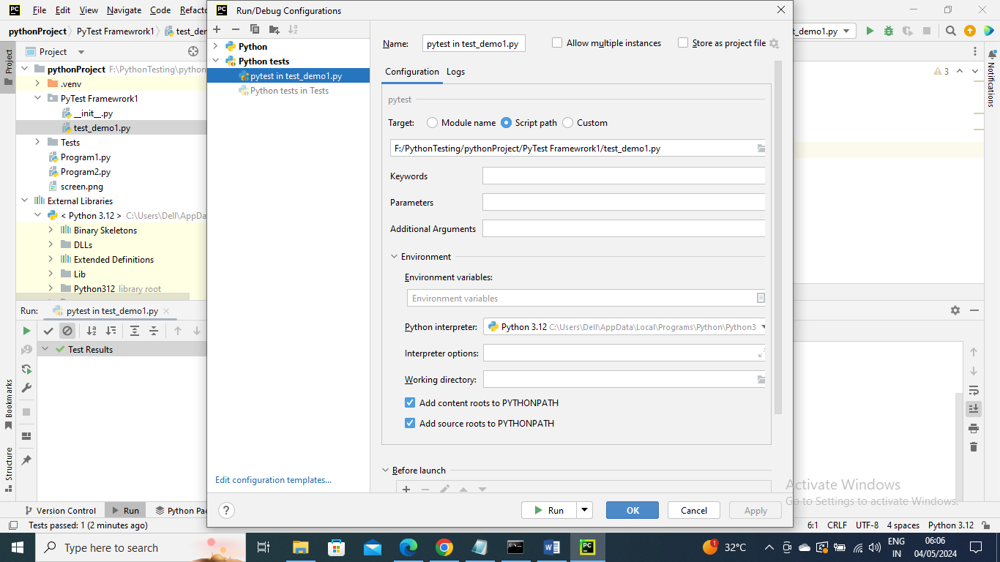 PC File Edit View Navigate Code Refacto
PC Run/Debug Configurations
pythonProject PyTest Framewrork1 test_der
t_demo1.py
Project
Project
pythonProject F:\PythonTesting\python
.venv
PyTest Framewrork1
__init__.py
test_demo1.py
Tests
Program1.py
Program2.py
screen.png
External Libraries
< Python 3.12 > C:\Users\Dell\AppDa
Binary Skeletons
DLLs
Extended Definitions
Lib
Python312 library root
Python
Python tests
pytest in test_demo1.py
Python tests in Tests
Edit configuration templates...
Name: pytest in test_demo1.py Allow multiple instances Store as project file
Configuration Logs
pytest
Target: Module name Script path Custom
F:/PythonTesting/pythonProject/PyTest Framewrork1/test_demo1.py
Keywords
Parameters
Additional Arguments
Environment
Environment variables:
Environment variables
Python interpreter: Python 3.12 C:\Users\Dell\AppData\Local\Programs\Python\Python3
Interpreter options:
Working directory:
Add content roots to PYTHONPATH
Add source roots to PYTHONPATH
Before launch
? Run OK Cancel Apply
3
Notifications
Run: pytest in test_demo1.py
Test Results
Bookmarks
Structure
Activate Windows
Go to Settings to activate Windows.
Version Control Run Python Pac
Tests passed: 1 (2 minutes ago)
6:1 CRLF UTF-8 4 spaces Python 3.12
Type here to search
W
PC
1
32°C
ENG
IN
06:06
04/05/2024